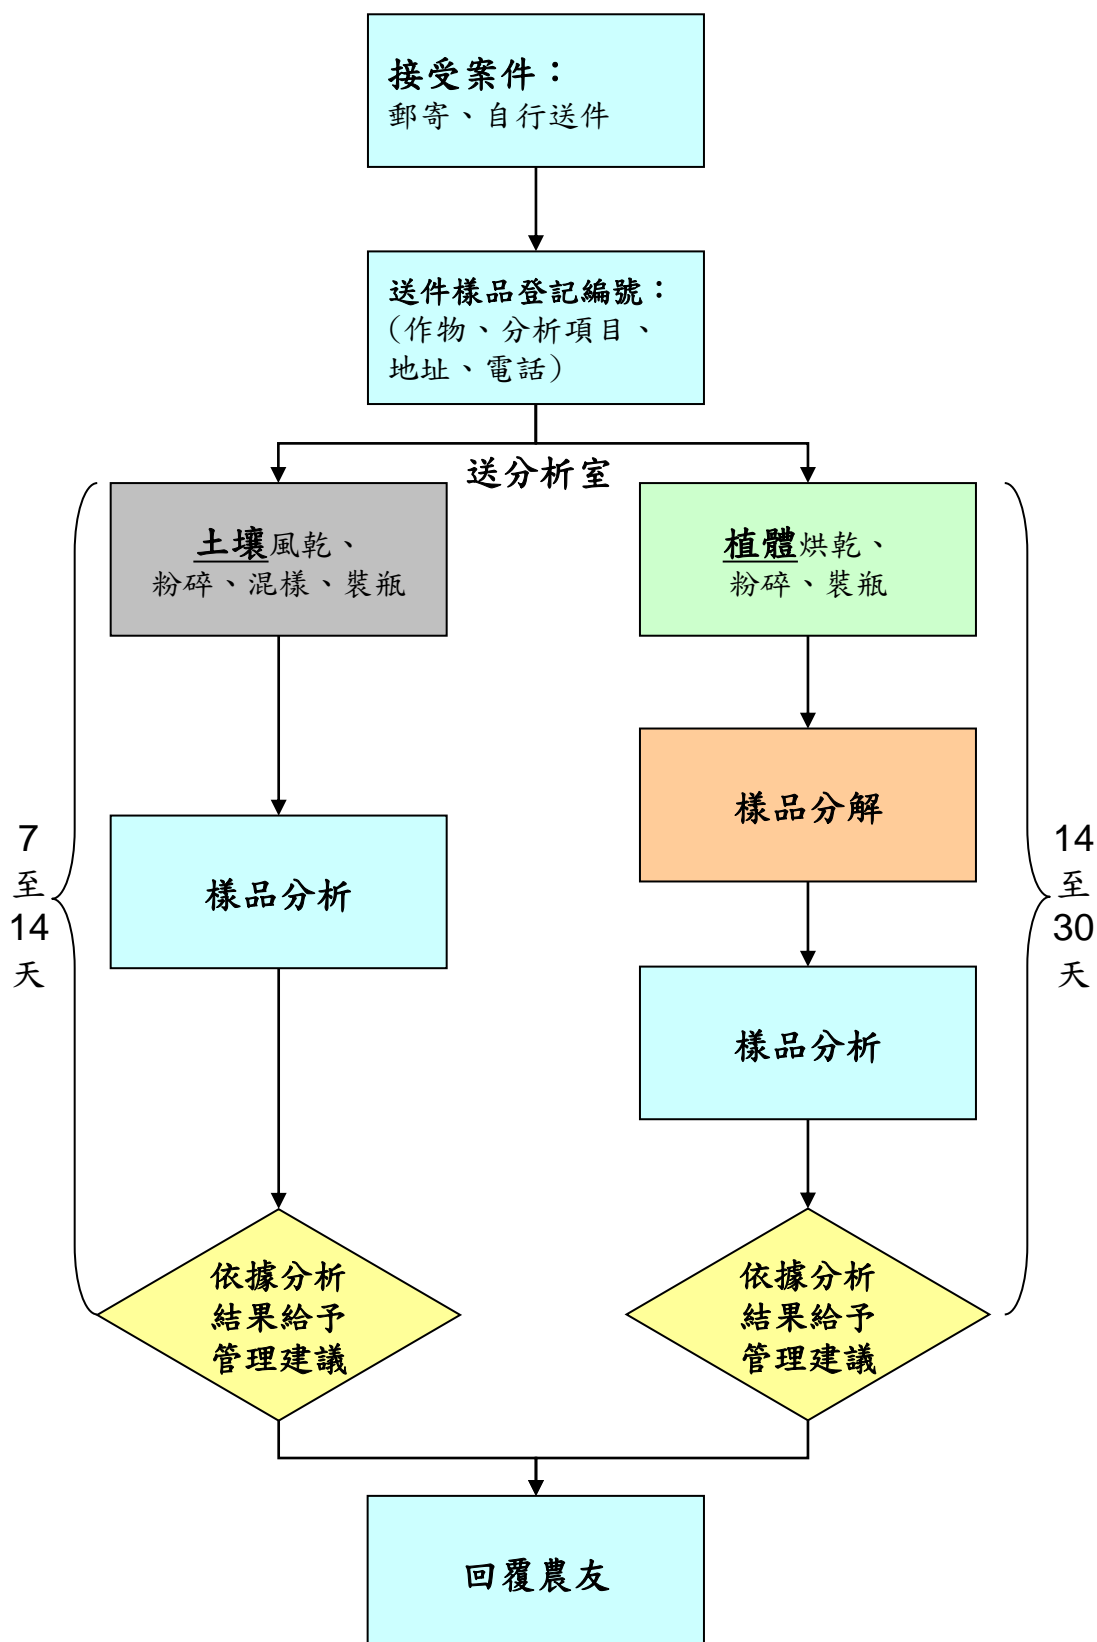 接受案件：
郵寄、自行送件
送件樣品登記編號：
（作物、分析項目、
地址、電話）
送分析室
土壤風乾、
粉碎、混樣、裝瓶
植體烘乾、
粉碎、裝瓶
樣品分解
樣品分析
樣品分析
7
至
14
天
14
至
30
天
依據分析
結果給予
管理建議
依據分析
結果給予
管理建議
回覆農友